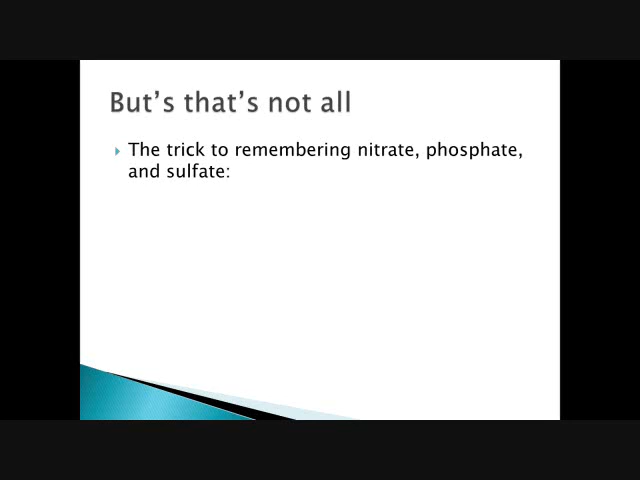 But's that's not all
The trick to remembering nitrate, phosphate,
and sulfate: